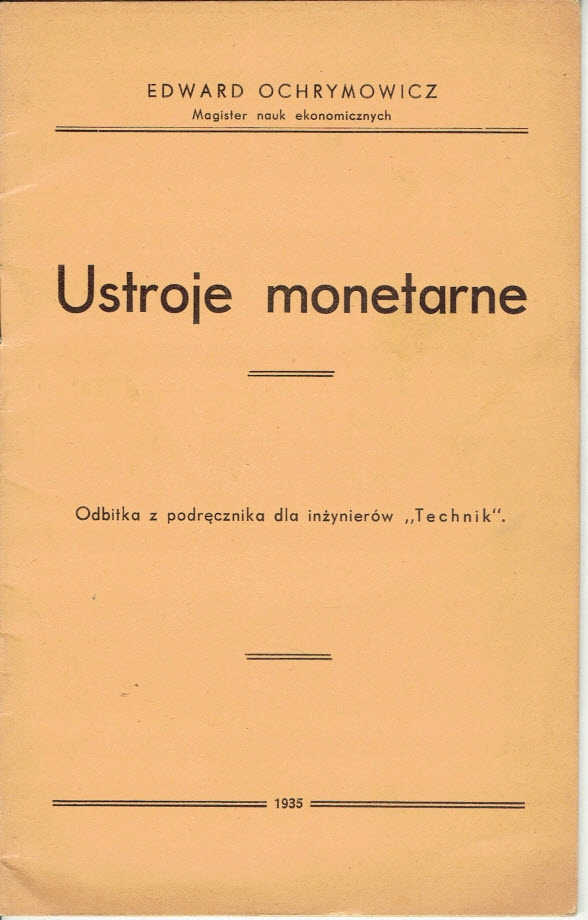 EDWARD OCHRYMOWICZ
Magister nauk ekonomicznych
Ustroje monetarne
Odbitka z podręcznika dla inżynierów „Technik“.
1935